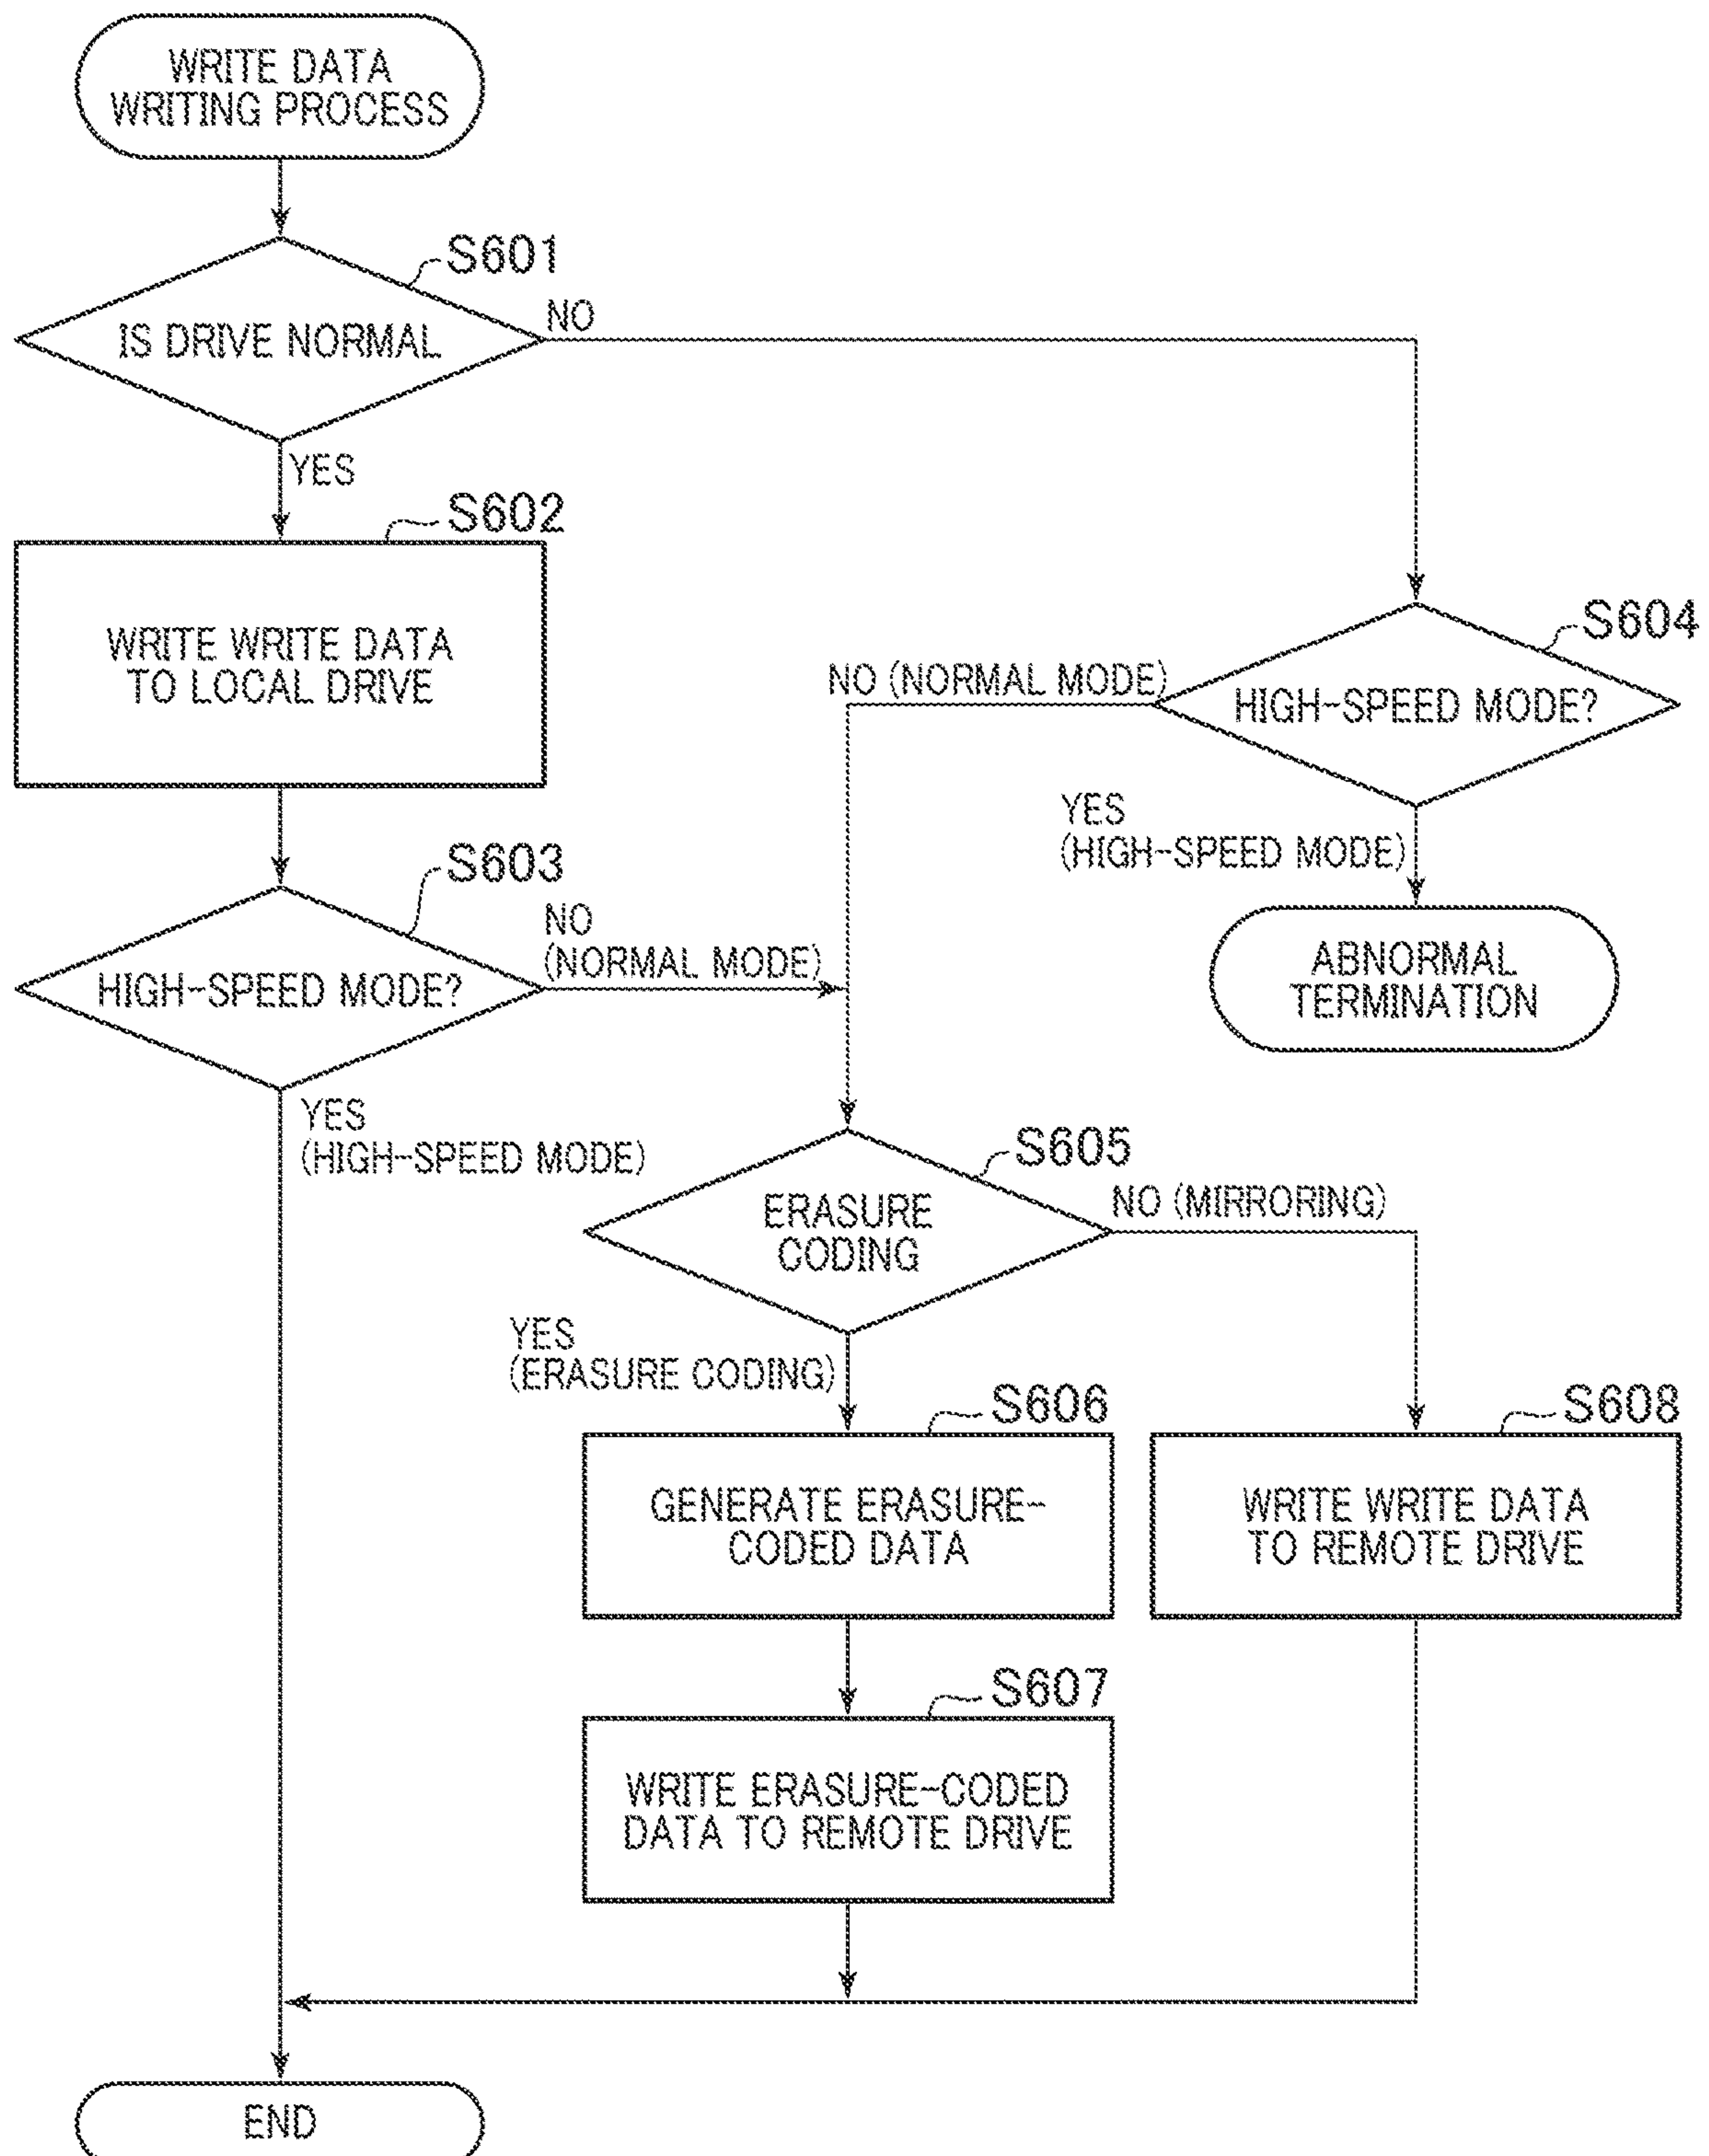 WRITE DATA
WRITING PROCESS
S601
IS DRIVE NORMAL
NO
YES
S602
WRITE WRITE DATA
TO LOCAL DRIVE
S604
HIGH-SPEED MODE?
NO (NORMAL MODE)
YES
(HIGH-SPEED MODE)
ABNORMAL
TERMINATION
S603
HIGH-SPEED MODE?
NO
(NORMAL MODE)
YES
(HIGH-SPEED MODE)
S605
ERASURE
CODING
NO (MIRRORING)
YES
(ERASURE CODING)
S606
GENERATE ERASURE-
CODED DATA
S608
WRITE WRITE DATA
TO REMOTE DRIVE
S607
WRITE ERASURE-CODED
DATA TO REMOTE DRIVE
END